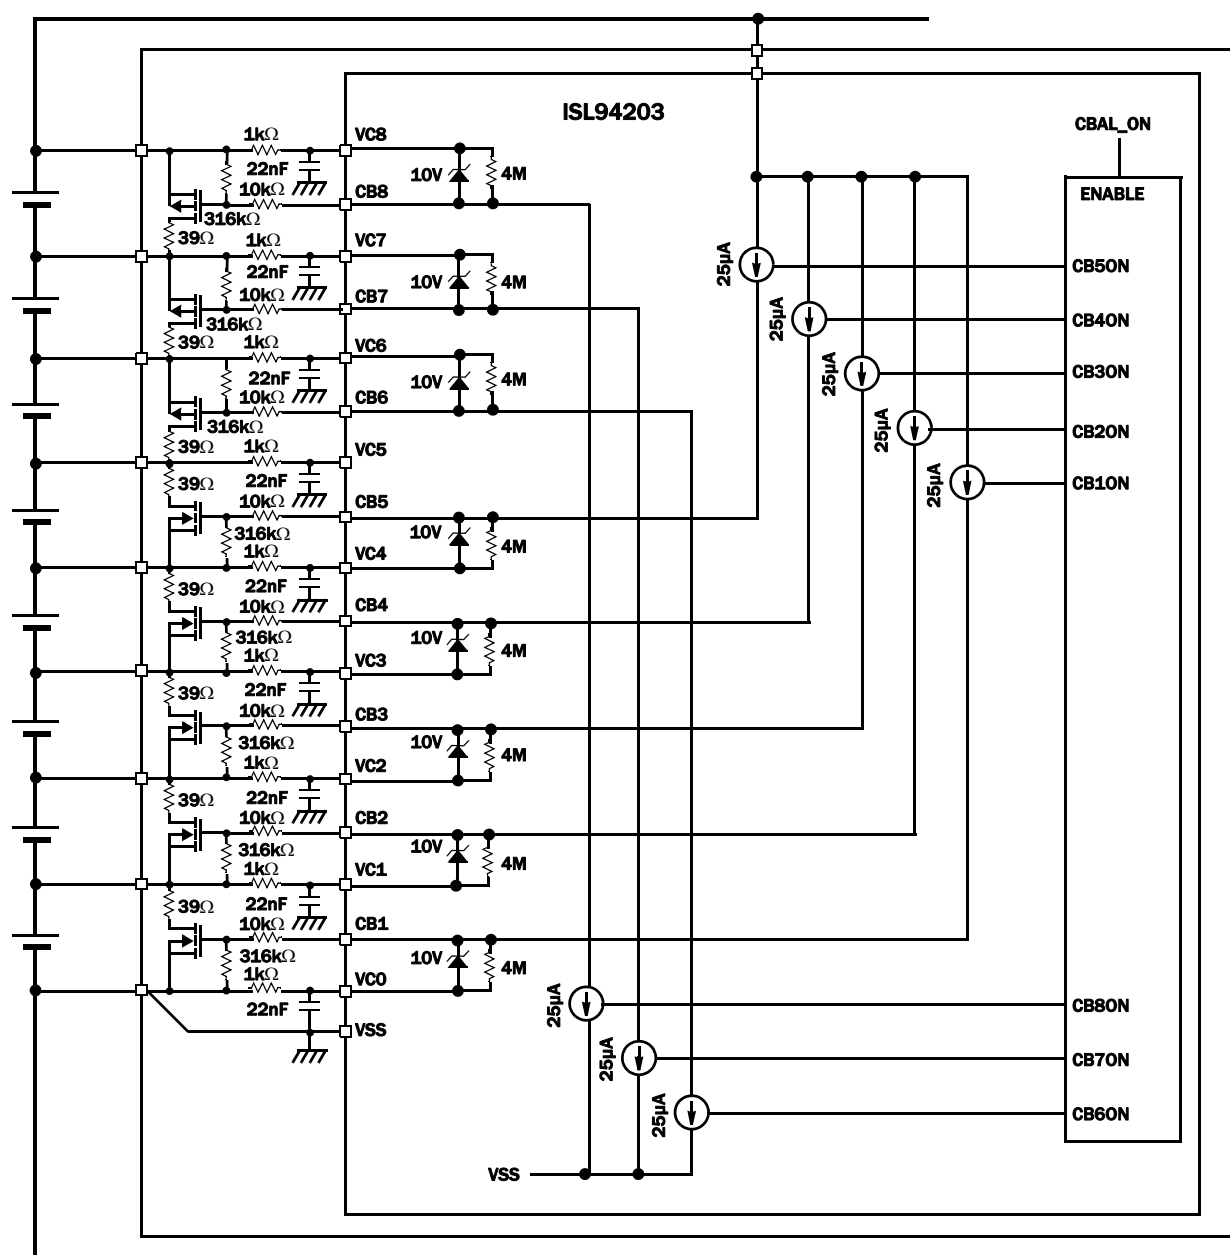 ISL94203
CBAL_ON
ENABLE
1kΩ
VC8
22nF
10V
4M
10kΩ
CB8
316kΩ
39Ω
1kΩ
VC7
22nF
10V
4M
10kΩ
CB7
316kΩ
39Ω
1kΩ
VC6
22nF
10V
4M
10kΩ
CB6
316kΩ
39Ω
1kΩ
VC5
39Ω
22nF
10kΩ
CB5
316kΩ
10V
4M
1kΩ
VC4
39Ω
22nF
10kΩ
CB4
316kΩ
10V
4M
1kΩ
VC3
39Ω
22nF
10kΩ
CB3
316kΩ
10V
4M
1kΩ
VC2
39Ω
22nF
10kΩ
CB2
316kΩ
10V
4M
1kΩ
VC1
39Ω
22nF
10kΩ
CB1
316kΩ
10V
4M
1kΩ
VC0
22nF
VSS
25µA
CB5ON
25µA
CB4ON
25µA
CB3ON
25µA
CB2ON
25µA
CB1ON
25µA
CB8ON
25µA
CB7ON
25µA
CB6ON
VSS